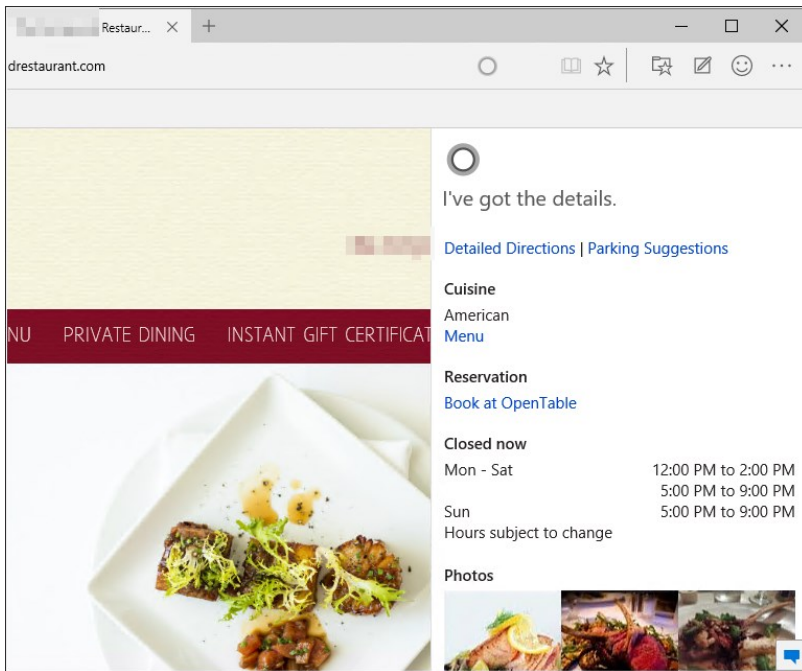 Restaur...
drestaurant.com
I've got the details.
Detailed Directions | Parking Suggestions
Cuisine
American
Menu
NU PRIVATE DINING INSTANT GIFT CERTIFICAT
Reservation
Book at OpenTable
Closed now
Mon - Sat 12:00 PM to 2:00 PM
5:00 PM to 9:00 PM
Sun 5:00 PM to 9:00 PM
Hours subject to change
Photos